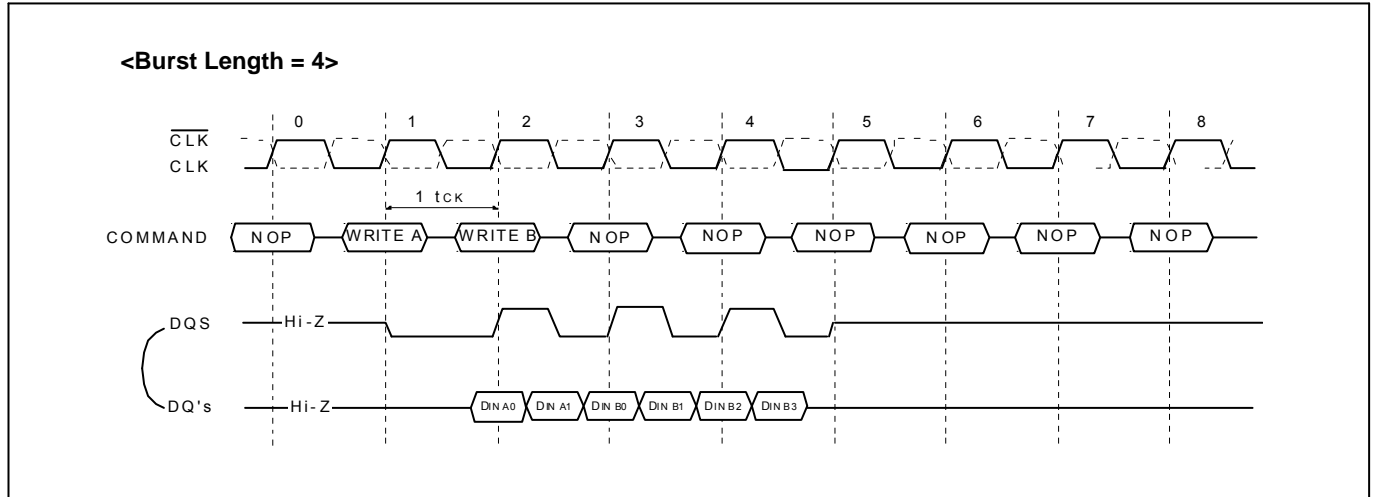 <Burst Length = 4>
0 1 2 3 4 5 6 7 8
CLK
CLK
1 tCK
COMMAND NOP WRITE A WRITE B NOP NOP NOP NOP NOP NOP
DQS Hi-Z
DQ's Hi-Z DIN A0 DIN A1 DIN B0 DIN B1 DIN B2 DIN B3